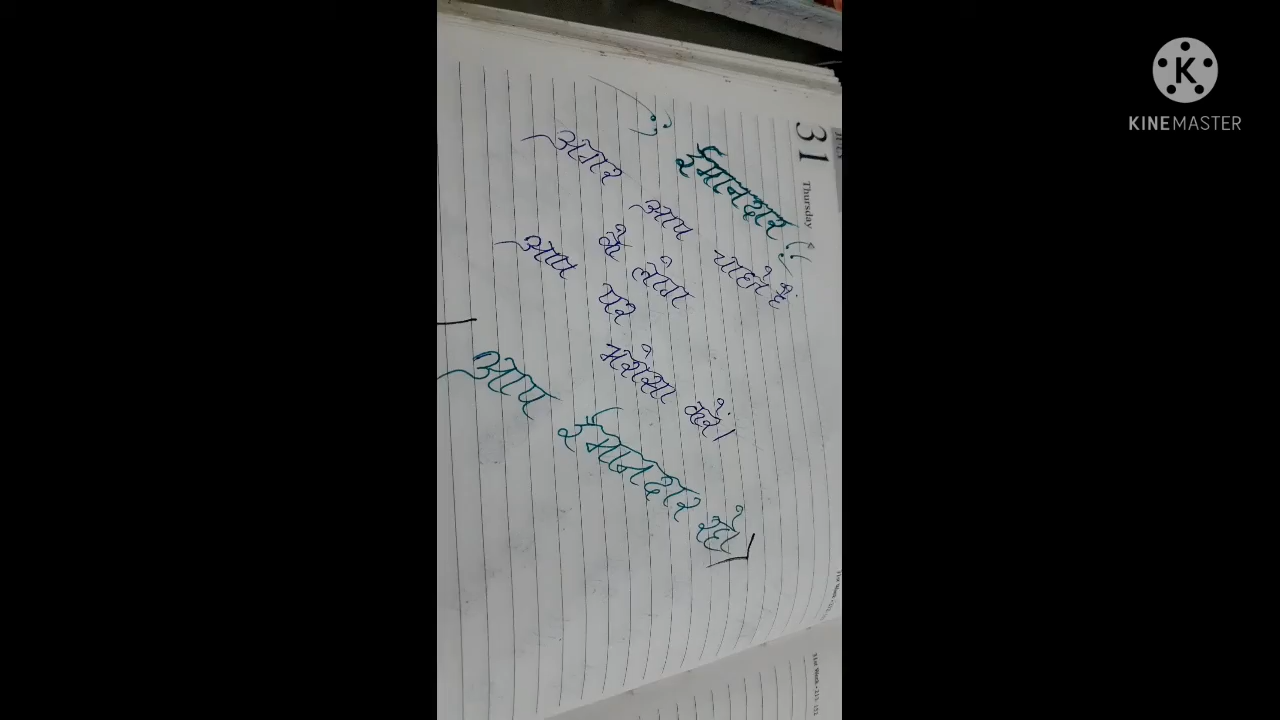 31 Thursday
ईमानदार
अगर आप चाहते हैं
के लोग
आप पर भरोसा करें।
आप ईमानदार रहो।
KINEMASTER